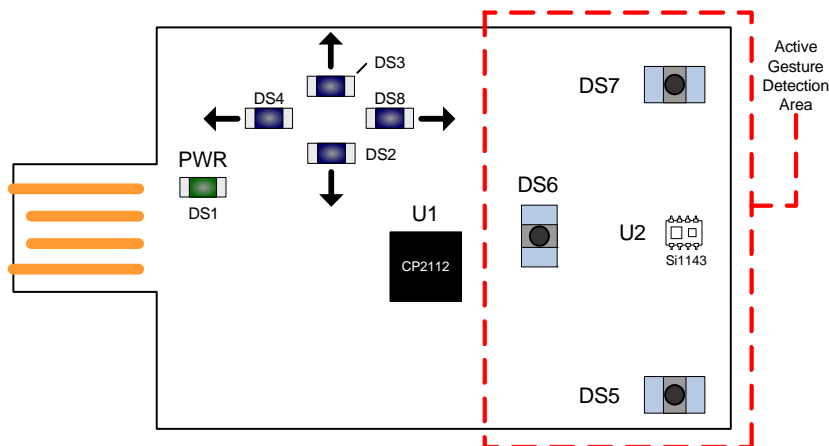 DS3
DS4
DS8
DS2
PWR
DS1
U1
CP2112
DS7
DS6
U2
Si1143
DS5
Active
Gesture
Detection
Area